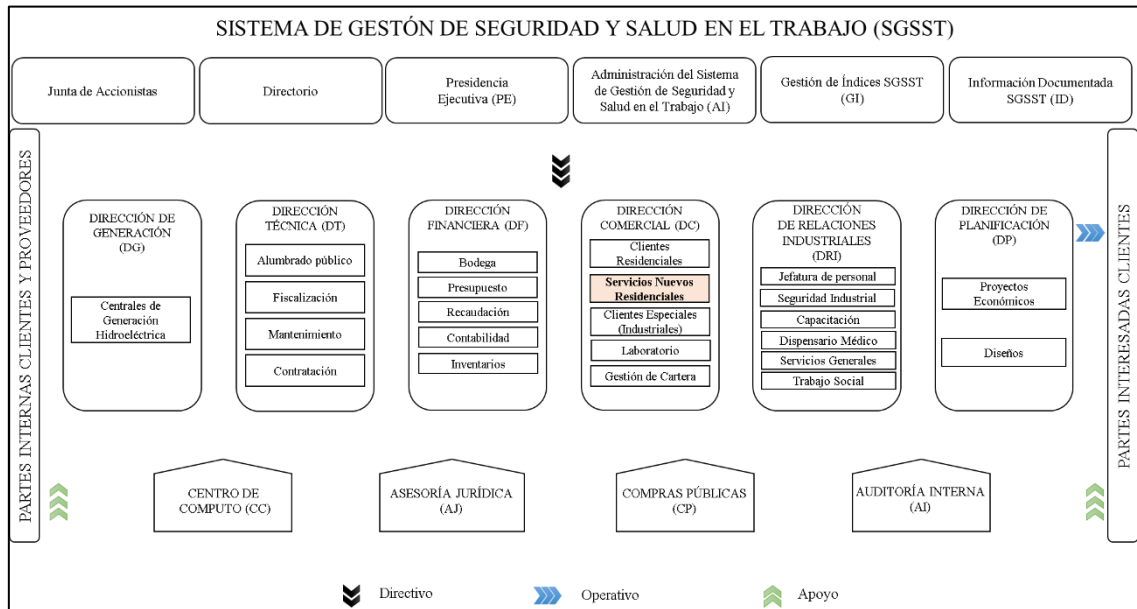 SISTEMA DE GESTIÓN DE SEGURIDAD Y SALUD EN EL TRABAJO (SGSST)
Junta de Accionistas
Directorio
Presidencia
Ejecutiva (PE)
Administración del Sistema
de Gestión de Seguridad y
Salud en el Trabajo (AI)
Gestión de Índices SGSST
(GI)
Información Documentada
SGSST (ID)
PARTES INTERNAS CLIENTES Y PROVEEDORES
DIRECCIÓN DE
GENERACIÓN
(DG)
Centrales de
Generación
Hidroeléctrica
DIRECCIÓN
TÉCNICA (DT)
Alumbrado público
Fiscalización
Mantenimiento
Contratación
DIRECCIÓN
FINANCIERA (DF)
Bodega
Presupuesto
Recaudación
Contabilidad
Inventarios
DIRECCIÓN
COMERCIAL (DC)
Clientes
Residenciales
Servicios Nuevos
Residenciales
Clientes Especiales
(Industriales)
Laboratorio
Gestión de Cartera
DIRECCIÓN
DE RELACIONES
INDUSTRIALES
(DRI)
Jefatura de personal
Seguridad Industrial
Capacitación
Dispensario Médico
Servicios Generales
Trabajo Social
DIRECCIÓN DE
PLANIFICACIÓN
(DP)
Proyectos
Económicos
Diseños
PARTES INTERESADAS CLIENTES
CENTRO DE
COMPUTO (CC)
ASESORÍA JURÍDICA
(AJ)
COMPRAS PÚBLICAS
(CP)
AUDITORÍA INTERNA
(AI)
Directivo
Operativo
Apoyo